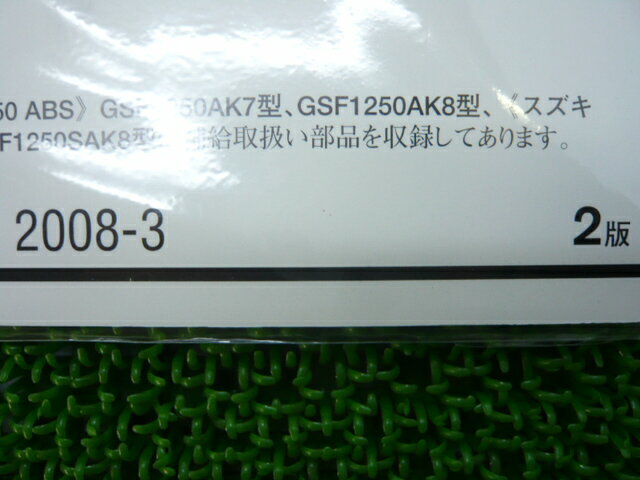 50 ABS》 GSF1250AK7型、GSF1250AK8型、《スズキ
F1250SAK8型 補給取扱い部品を収録してあります。
2008-3 2版